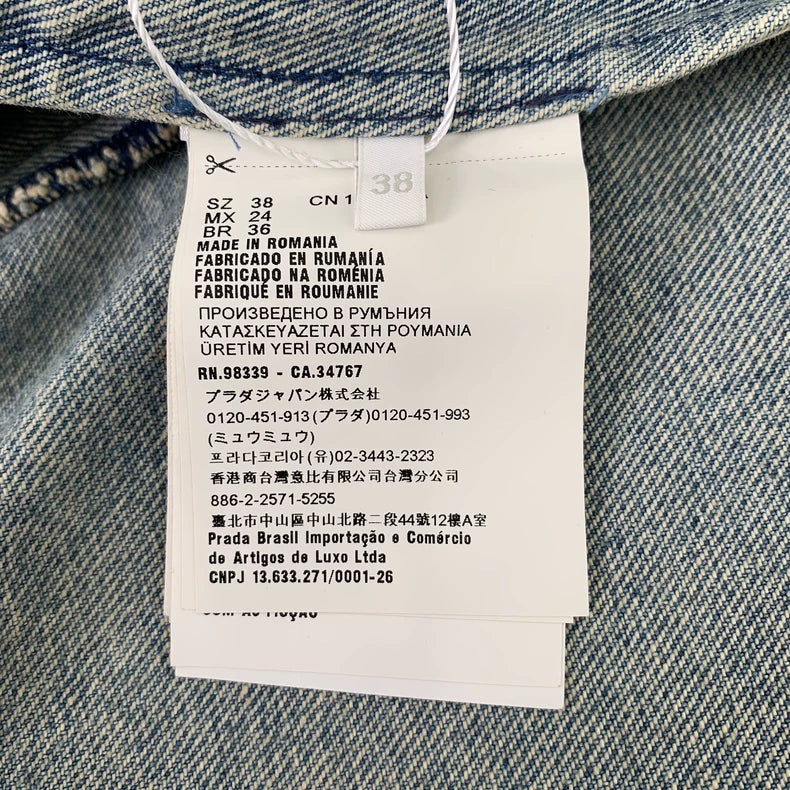 38
SZ 38 CN 1
MX 24
BR 36
MADE IN ROMANIA
FABRICADO EN RUMANÍA
FABRICADO NA ROMÉNIA
FABRIQUÉ EN ROUMANIE
ПРОИЗВЕДЕНО В РУМЪНИЯ
ΚΑΤΑΣΚΕΥΑΖΕΤΑΙ ΣΤΗ ΡΟΥΜΑΝΙΑ
ÜRETİM YERİ ROMANYA
RN.98339 - CA.34767
プラダジャパン株式会社
0120-451-913(プラダ)0120-451-993
(ミュウミュウ)
프라다코리아(유)02-3443-2323
香港商台灣意比有限公司台灣分公司
886-2-2571-5255
臺北市中山區中山北路二段44號12樓A室
Prada Brasil Importação e Comércio
de Artigos de Luxo Ltda
CNPJ 13.633.271/0001-26